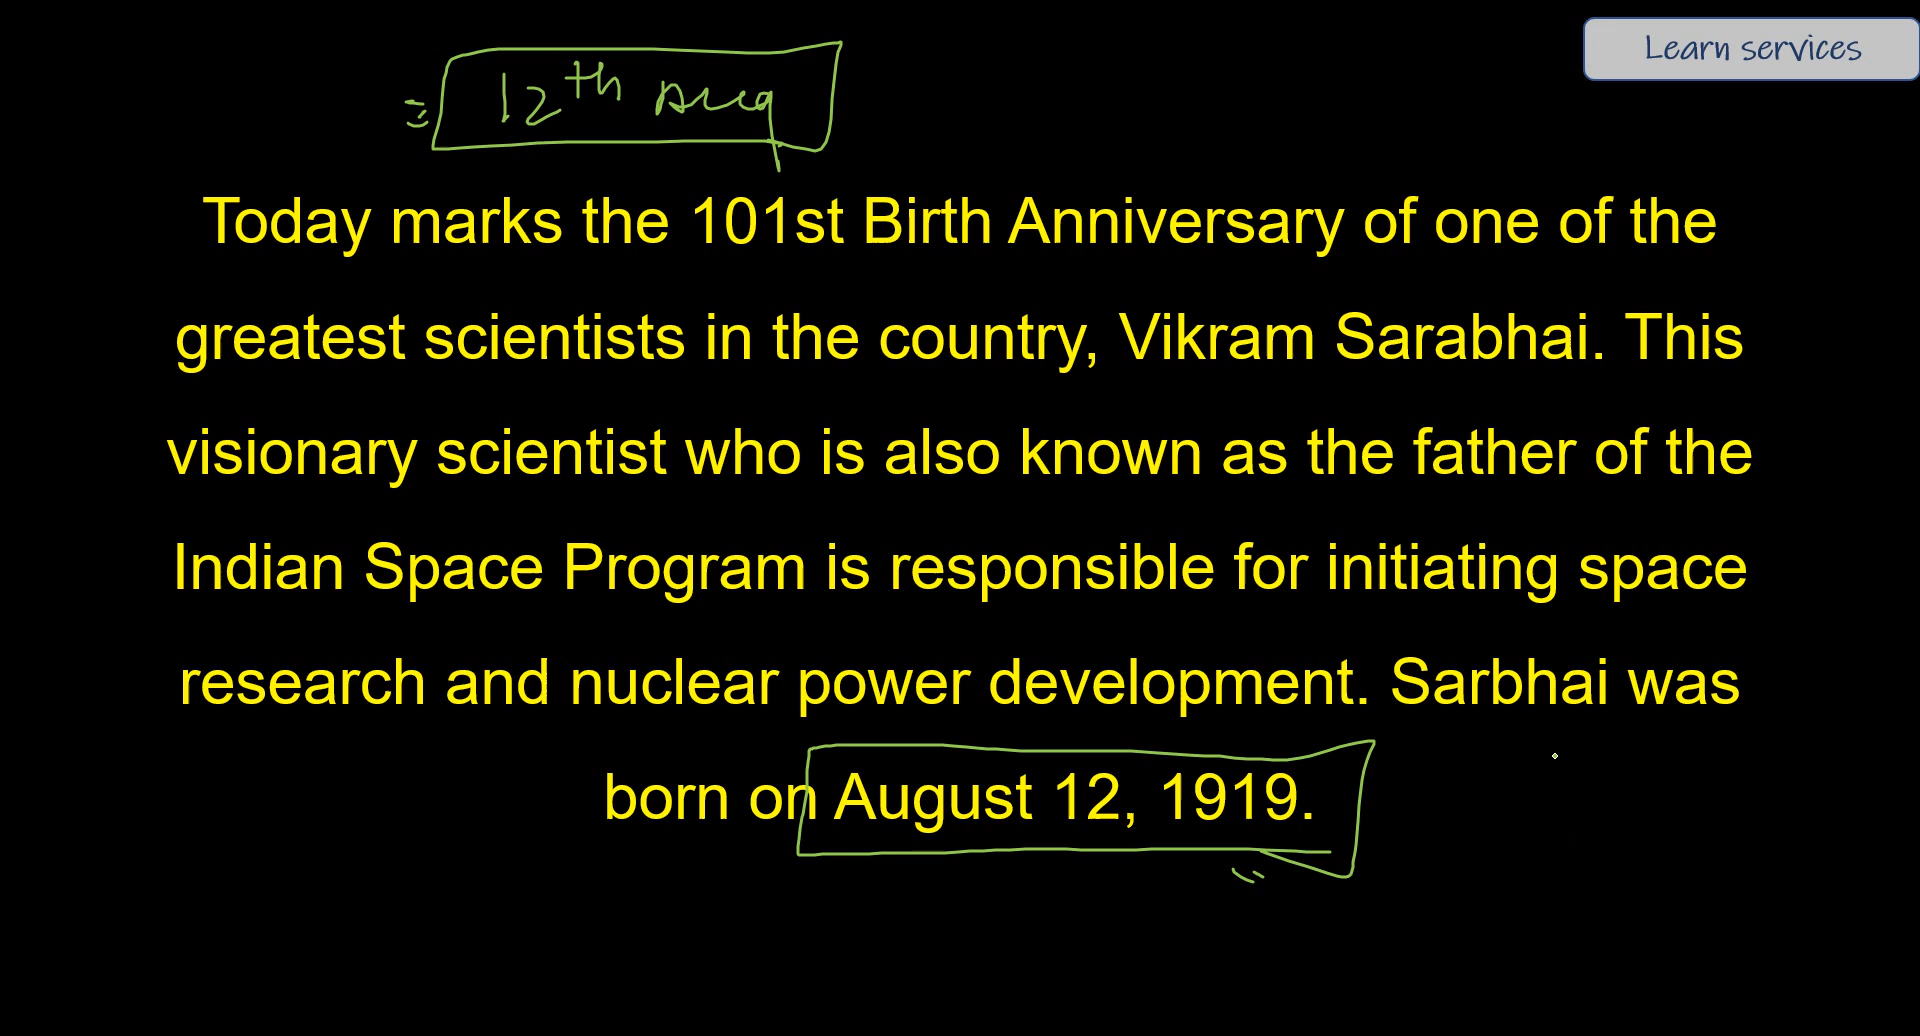 Learn services
12th Aug
Today marks the 101st Birth Anniversary of one of the
greatest scientists in the country, Vikram Sarabhai. This
visionary scientist who is also known as the father of the
Indian Space Program is responsible for initiating space
research and nuclear power development. Sarbhai was
born on August 12, 1919.